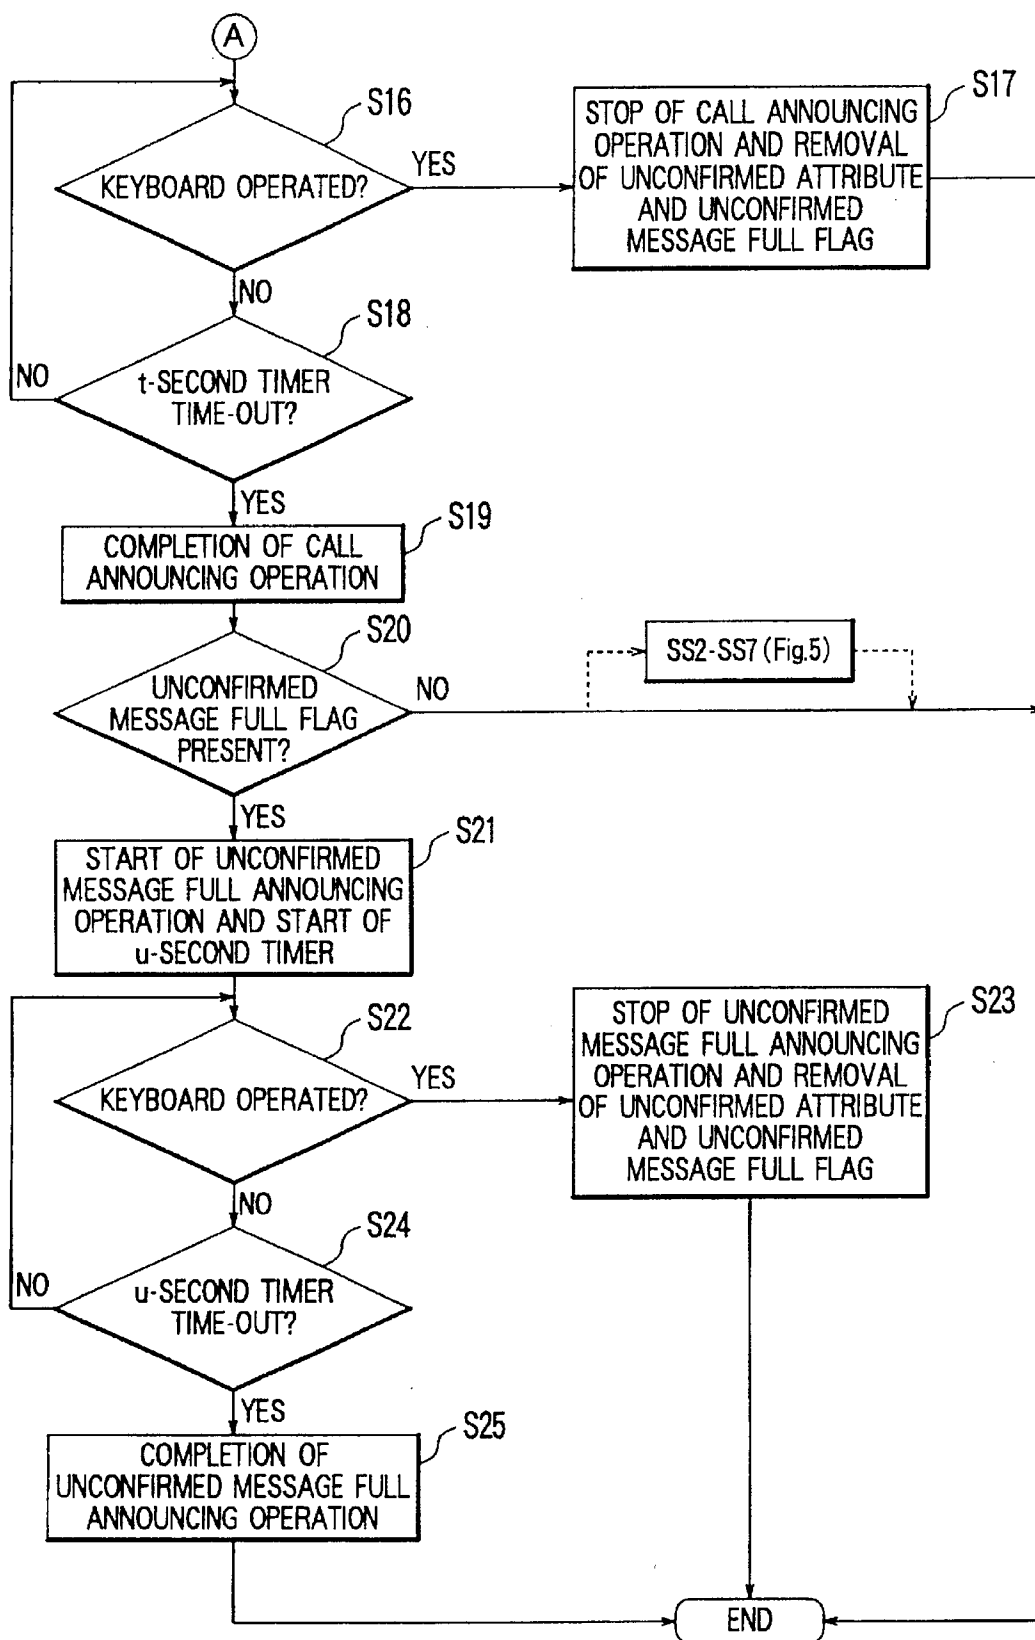 A
S16
KEYBOARD OPERATED?
YES
S17
STOP OF CALL ANNOUNCING
OPERATION AND REMOVAL
OF UNCONFIRMED ATTRIBUTE
AND UNCONFIRMED
MESSAGE FULL FLAG
NO
S18
t-SECOND TIMER
TIME-OUT?
NO
YES
S19
COMPLETION OF CALL
ANNOUNCING OPERATION
S20
UNCONFIRMED
MESSAGE FULL FLAG
PRESENT?
NO
SS2-SS7 (Fig.5)
YES
S21
START OF UNCONFIRMED
MESSAGE FULL ANNOUNCING
OPERATION AND START OF
u-SECOND TIMER
S22
KEYBOARD OPERATED?
YES
S23
STOP OF UNCONFIRMED
MESSAGE FULL ANNOUNCING
OPERATION AND REMOVAL
OF UNCONFIRMED ATTRIBUTE
AND UNCONFIRMED
MESSAGE FULL FLAG
NO
S24
u-SECOND TIMER
TIME-OUT?
NO
YES
S25
COMPLETION OF
UNCONFIRMED MESSAGE FULL
ANNOUNCING OPERATION
END